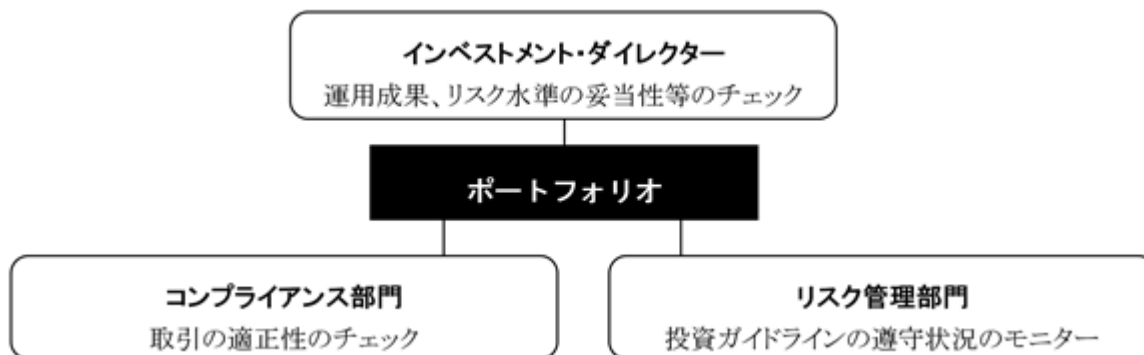 インベストメント・ダイレクター
運用成果、リスク水準の妥当性等のチェック
ポートフォリオ
コンプライアンス部門
取引の適正性のチェック
リスク管理部門
投資ガイドラインの遵守状況のモニター